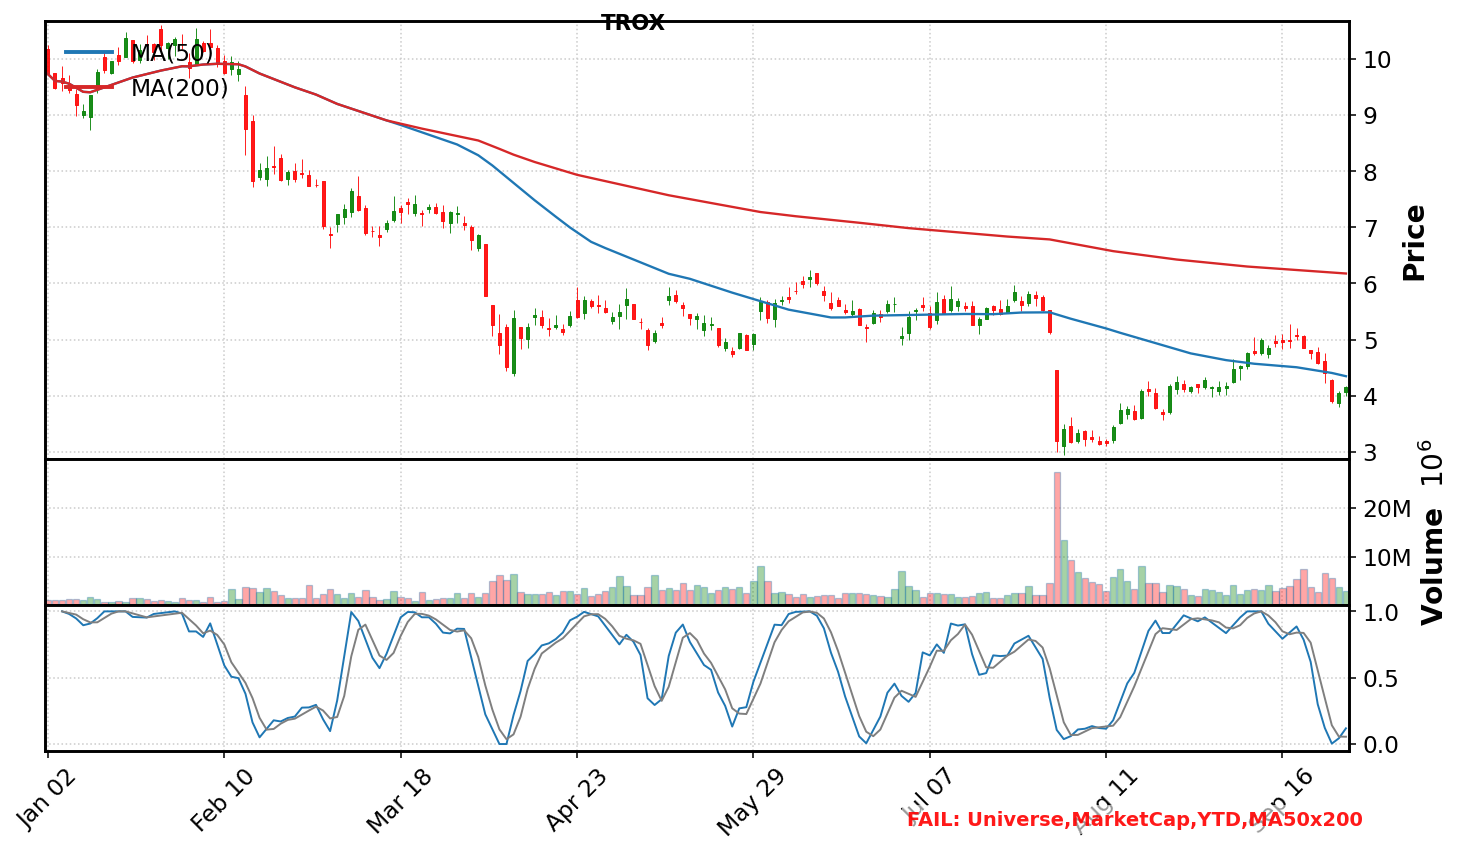 TROX
MA(50)
MA(200)
10
9
8
7
6
5
4
3
Price
20M
10M
Volume 10^6
1.0
0.5
0.0
Jan 02
Feb 10
Mar 18
Apr 23
May 29
Jul 07
Aug 11
Sep 16
FAIL: Universe,MarketCap,YTD,MA50x200